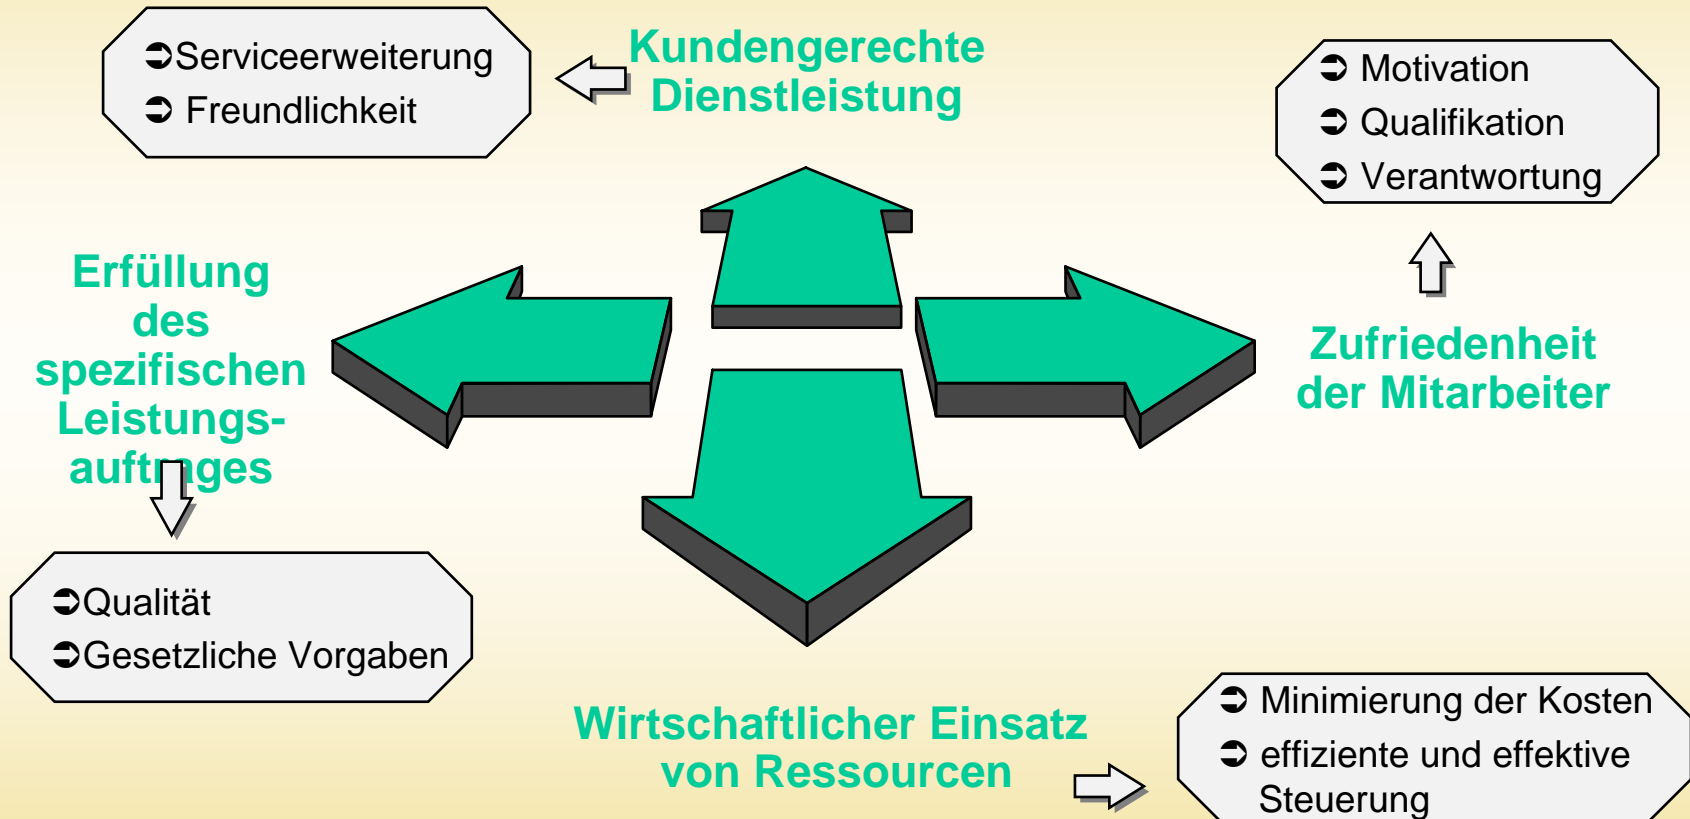 ➲Serviceerweiterung
➲ Freundlichkeit
Kundengerechte
Dienstleistung
➲ Motivation
➲ Qualifikation
➲ Verantwortung
Erfüllung
des
spezifischen
Leistungs-
auftrages
Zufriedenheit
der Mitarbeiter
➲Qualität
➲Gesetzliche Vorgaben
Wirtschaftlicher Einsatz
von Ressourcen
➲ Minimierung der Kosten
➲ effiziente und effektive
Steuerung